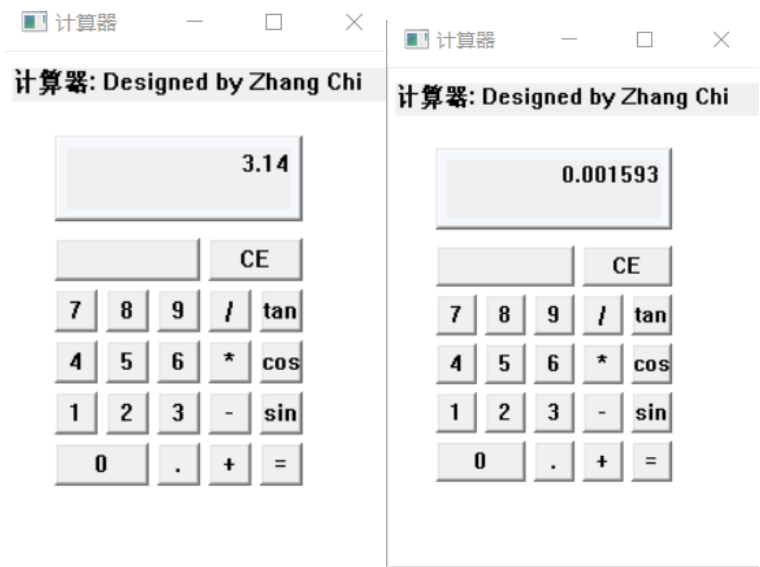 计算器
计算器: Designed by Zhang Chi
3.14
CE
7 8 9 / tan
4 5 6 * cos
1 2 3 - sin
0 . + =
计算器
计算器: Designed by Zhang Chi
0.001593
CE
7 8 9 / tan
4 5 6 * cos
1 2 3 - sin
0 . + =